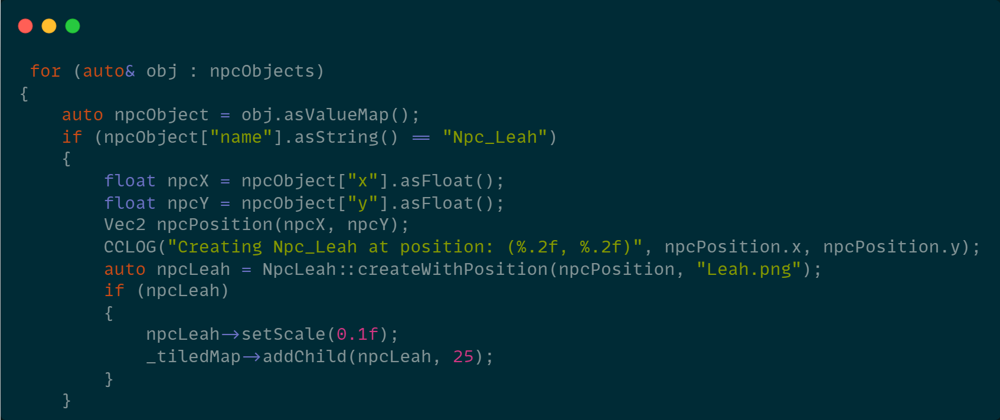 for (auto& obj : npcObjects)
{
auto npcObject = obj.asValueMap();
if (npcObject["name"].asString() == "Npc_Leah")
{
float npcX = npcObject["x"].asFloat();
float npcY = npcObject["y"].asFloat();
Vec2 npcPosition(npcX, npcY);
CCLOG("Creating Npc_Leah at position: (%.2f, %.2f)", npcPosition.x, npcPosition.y);
auto npcLeah = NpcLeah::createWithPosition(npcPosition, "Leah.png");
if (npcLeah)
{
npcLeah->setScale(0.1f);
_tiledMap->addChild(npcLeah, 25);
}
}